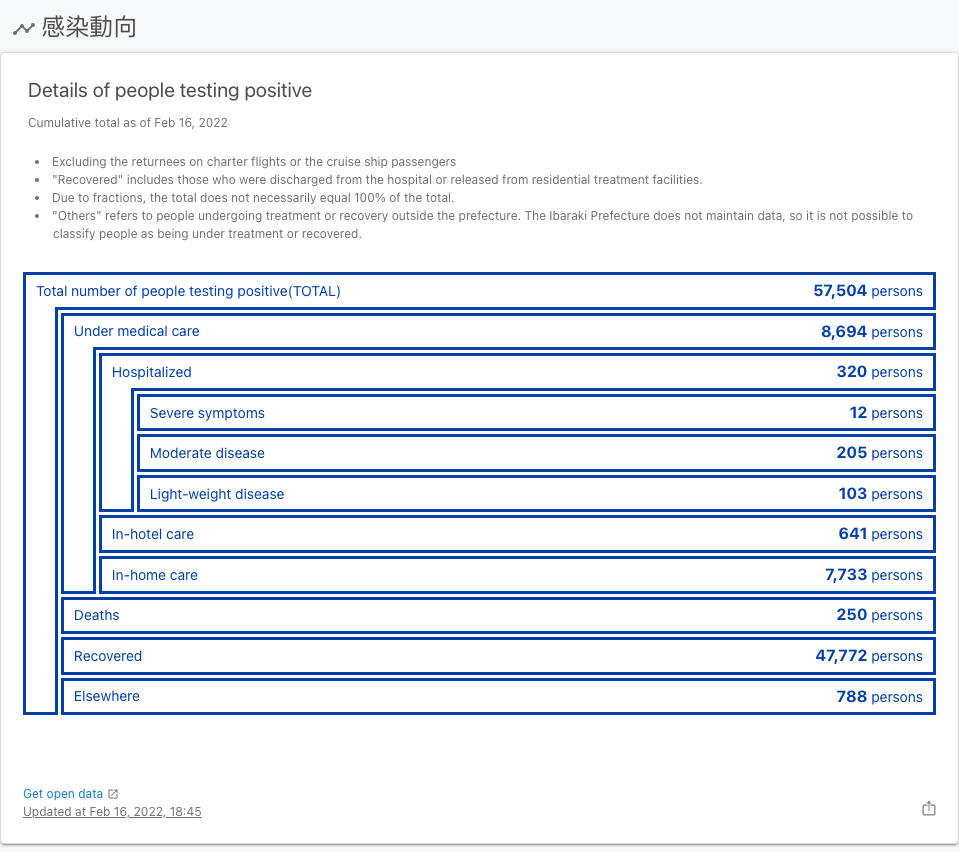 感染動向
Details of people testing positive
Cumulative total as of Feb 16, 2022
Excluding the returnees on charter flights or the cruise ship passengers
"Recovered" includes those who were discharged from the hospital or released from residential treatment facilities.
Due to fractions, the total does not necessarily equal 100% of the total.
"Others" refers to people undergoing treatment or recovery outside the prefecture. The Ibaraki Prefecture does not maintain data, so it is not possible to
classify people as being under treatment or recovered.
Total number of people testing positive(TOTAL) 57,504 persons
Under medical care 8,694 persons
Hospitalized 320 persons
Severe symptoms 12 persons
Moderate disease 205 persons
Light-weight disease 103 persons
In-hotel care 641 persons
In-home care 7,733 persons
Deaths 250 persons
Recovered 47,772 persons
Elsewhere 788 persons
Get open data
Updated at Feb 16, 2022, 18:45